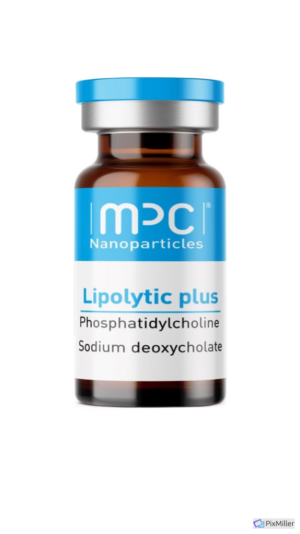 mpc®
Nanoparticles
Lipolytic plus
Phosphatidylcholine
Sodium deoxycholate
PixMiller